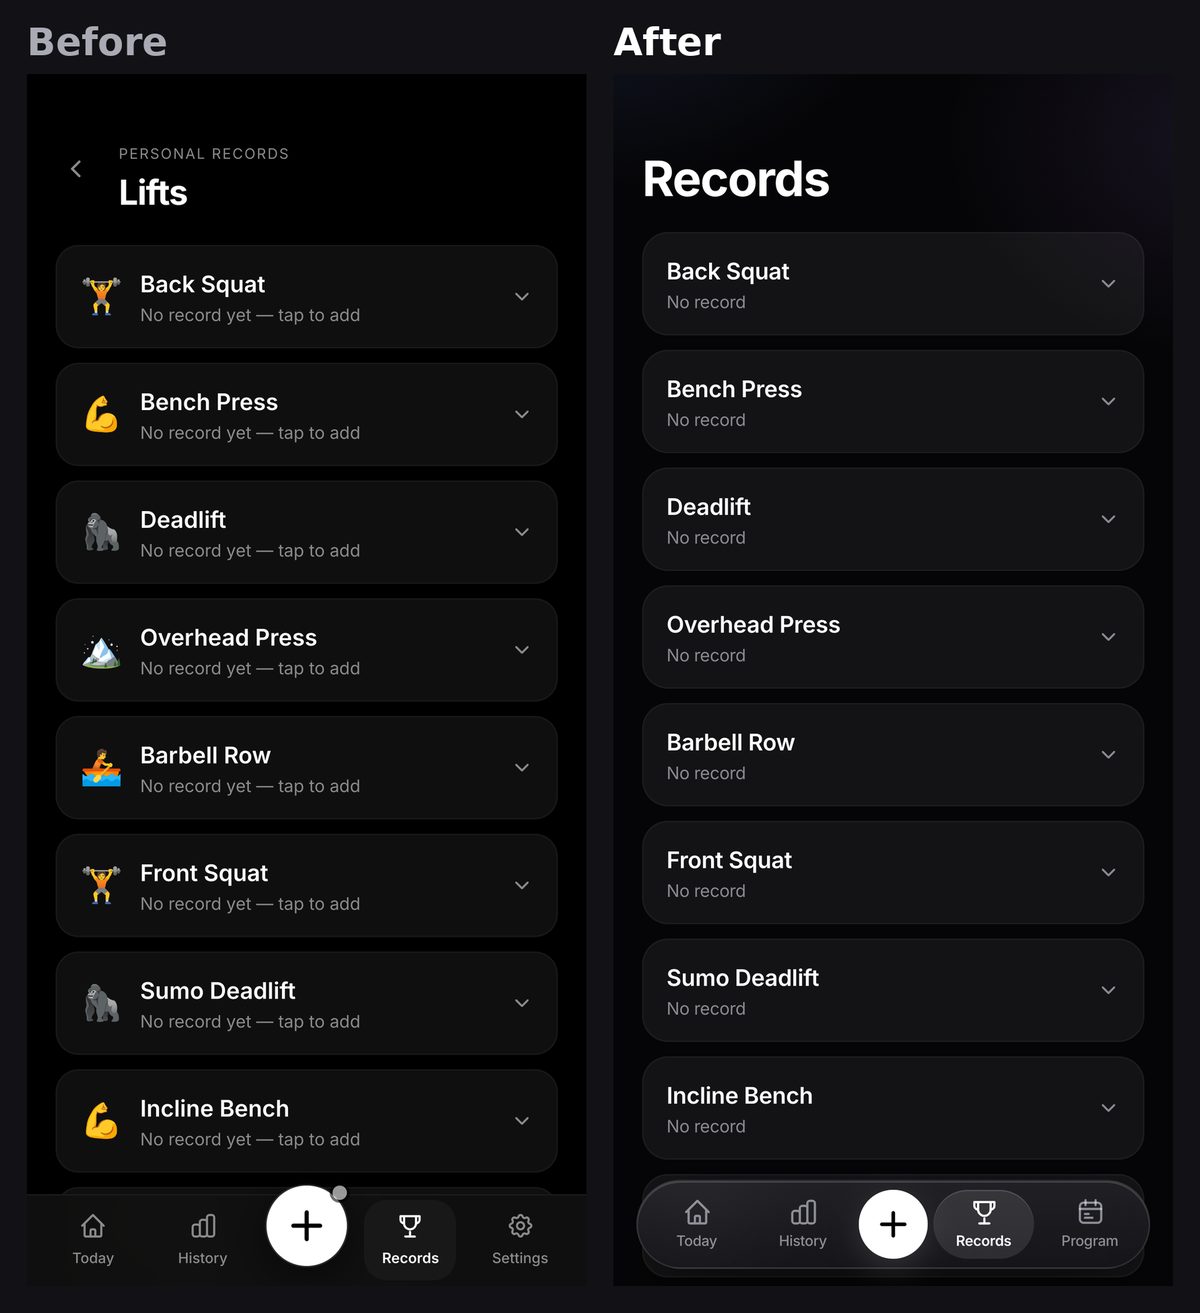 Before
PERSONAL RECORDS
Lifts
Back Squat
No record yet — tap to add
Bench Press
No record yet — tap to add
Deadlift
No record yet — tap to add
Overhead Press
No record yet — tap to add
Barbell Row
No record yet — tap to add
Front Squat
No record yet — tap to add
Sumo Deadlift
No record yet — tap to add
Incline Bench
No record yet — tap to add
Today
History
Records
Settings
After
Records
Back Squat
No record
Bench Press
No record
Deadlift
No record
Overhead Press
No record
Barbell Row
No record
Front Squat
No record
Sumo Deadlift
No record
Incline Bench
No record
Today
History
Records
Program